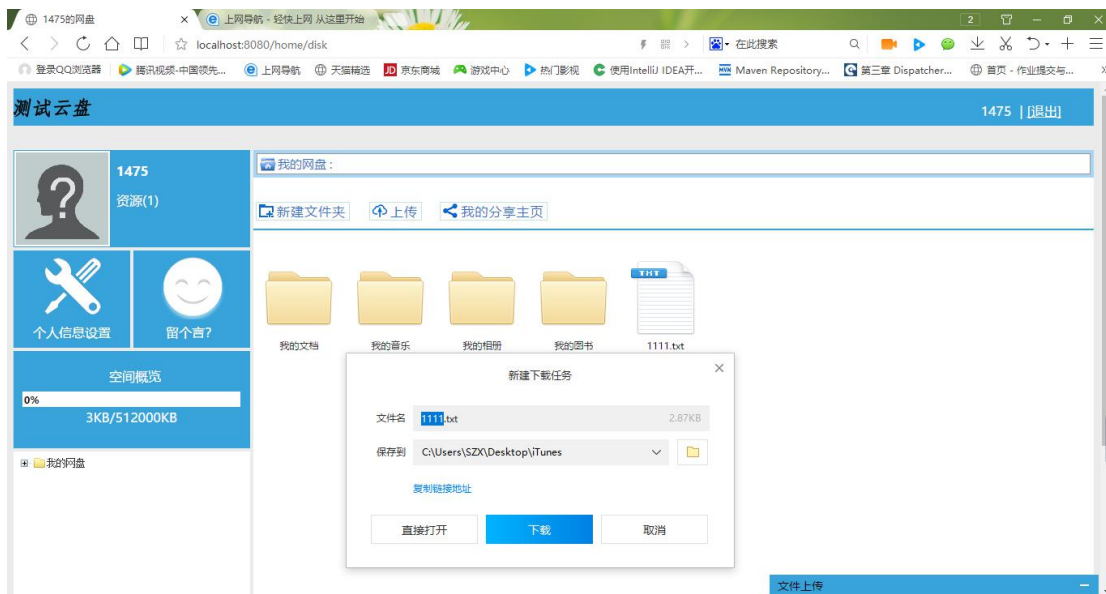 1475的网盘
上网导航 - 轻快上网 从这里开始
2
localhost:8080/home/disk
在此搜索
登录QQ浏览器
腾讯视频-中国领先...
上网导航
天猫精选
JD 京东商城
游戏中心
热门影视
使用IntelliJ IDEA开...
MVN Maven Repository...
第三章 Dispatcher...
首页 - 作业提交与...
测试云盘
1475 | [退出]
1475
资源(1)
我的网盘 :
新建文件夹
上传
我的分享主页
个人信息设置
留个言?
TXT
我的文档
我的音乐
我的相册
我的图书
1111.txt
空间概览
0%
3KB/512000KB
我的网盘
新建下载任务
文件名 1111.txt 2.87KB
保存到 C:\Users\SZX\Desktop\iTunes
复制链接地址
直接打开
下载
取消
文件上传